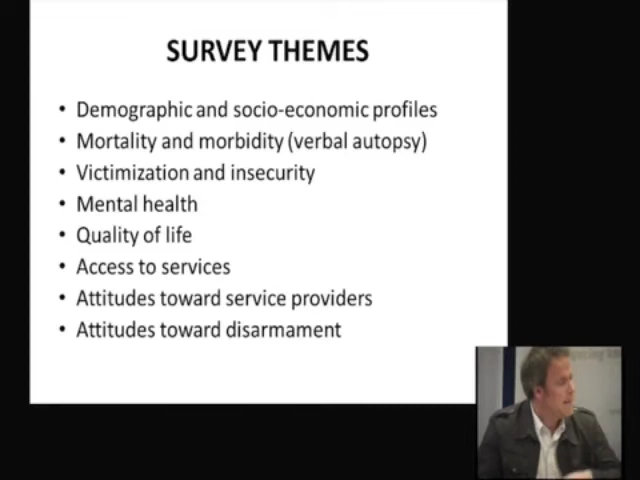 SURVEY THEMES
• Demographic and socio-economic profiles
• Mortality and morbidity (verbal autopsy)
• Victimization and insecurity
• Mental health
• Quality of life
• Access to services
• Attitudes toward service providers
• Attitudes toward disarmament